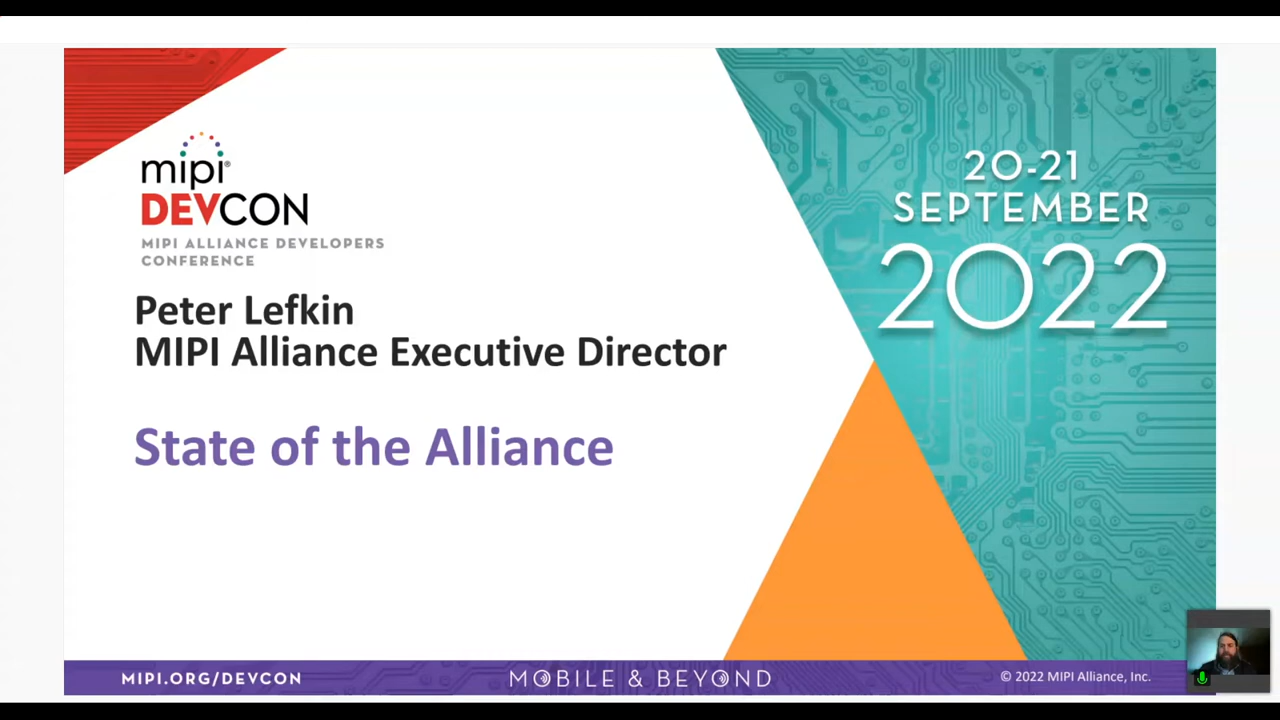 mipi®
DEVCON
MIPI ALLIANCE DEVELOPERS
CONFERENCE
Peter Lefkin
MIPI Alliance Executive Director
State of the Alliance
20-21
SEPTEMBER
2022
MIPI.ORG/DEVCON
MOBILE & BEYOND
© 2022 MIPI Alliance, Inc.